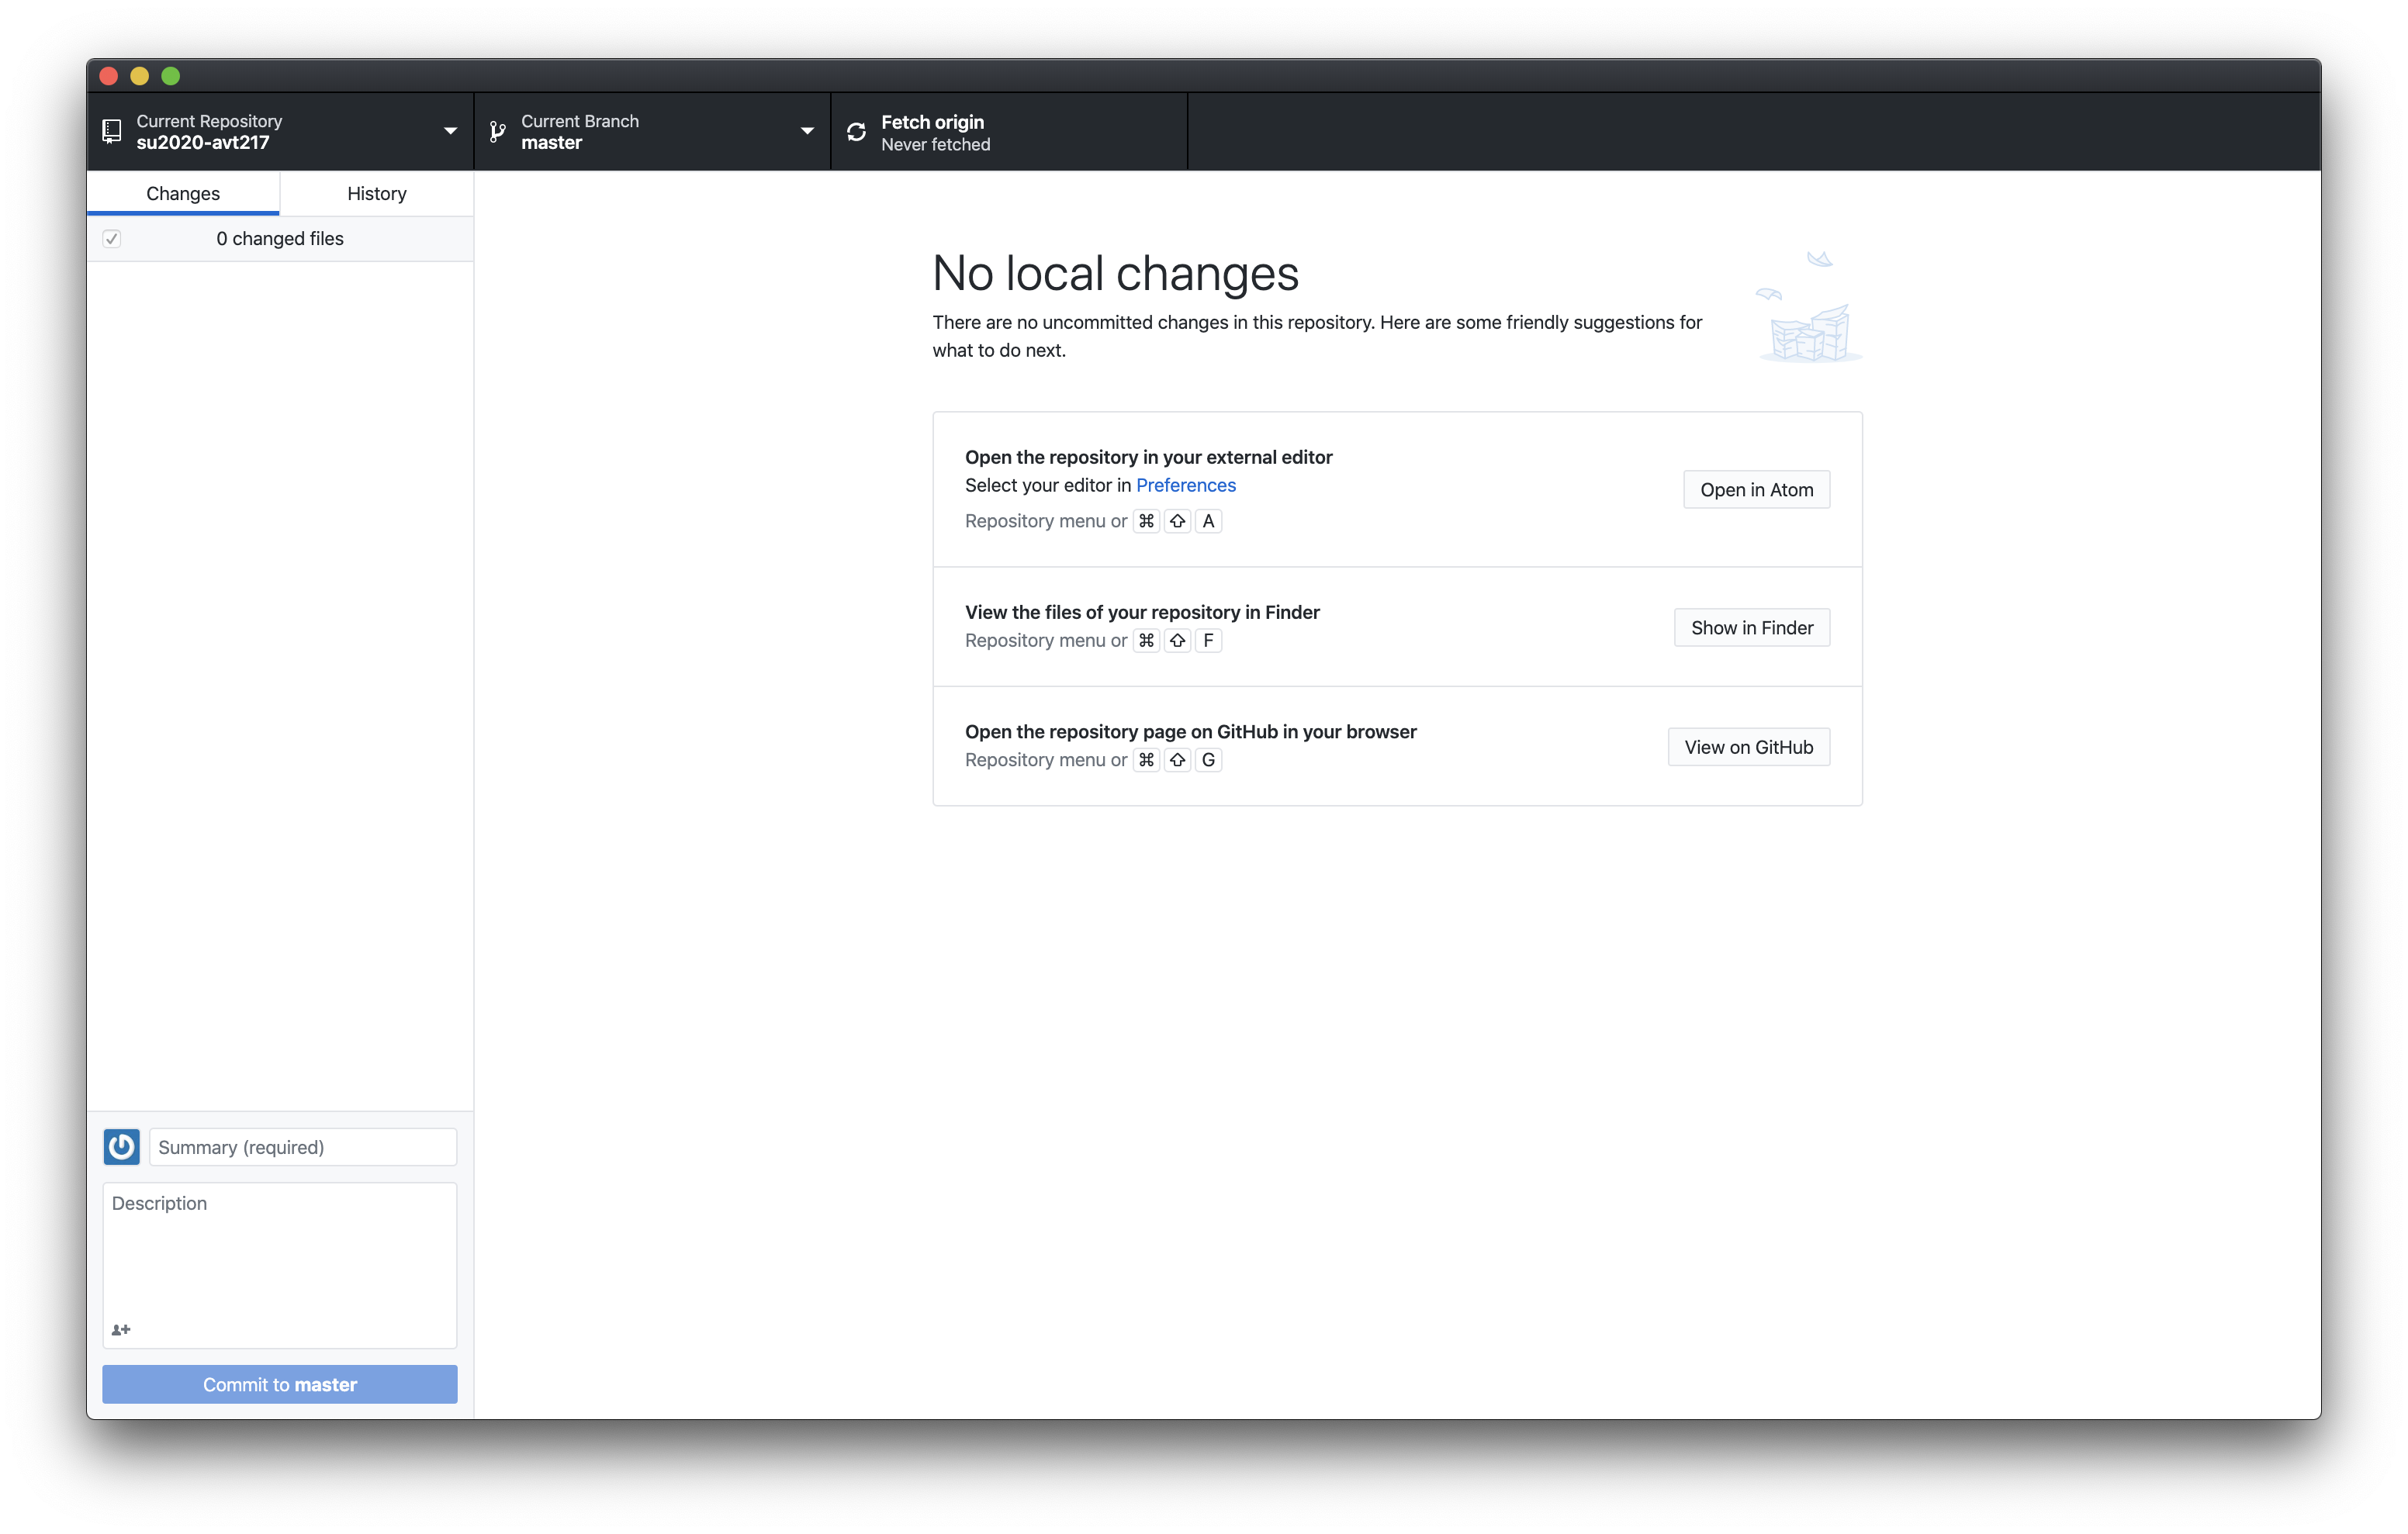 Current Repository
su2020-avt217
Current Branch
master
Fetch origin
Never fetched
Changes
History
0 changed files
No local changes
There are no uncommitted changes in this repository. Here are some friendly suggestions for
what to do next.
Open the repository in your external editor
Select your editor in Preferences
Repository menu or ⌘ ⇧ A
Open in Atom
View the files of your repository in Finder
Repository menu or ⌘ ⇧ F
Show in Finder
Open the repository page on GitHub in your browser
Repository menu or ⌘ ⇧ G
View on GitHub
Summary (required)
Description
Commit to master